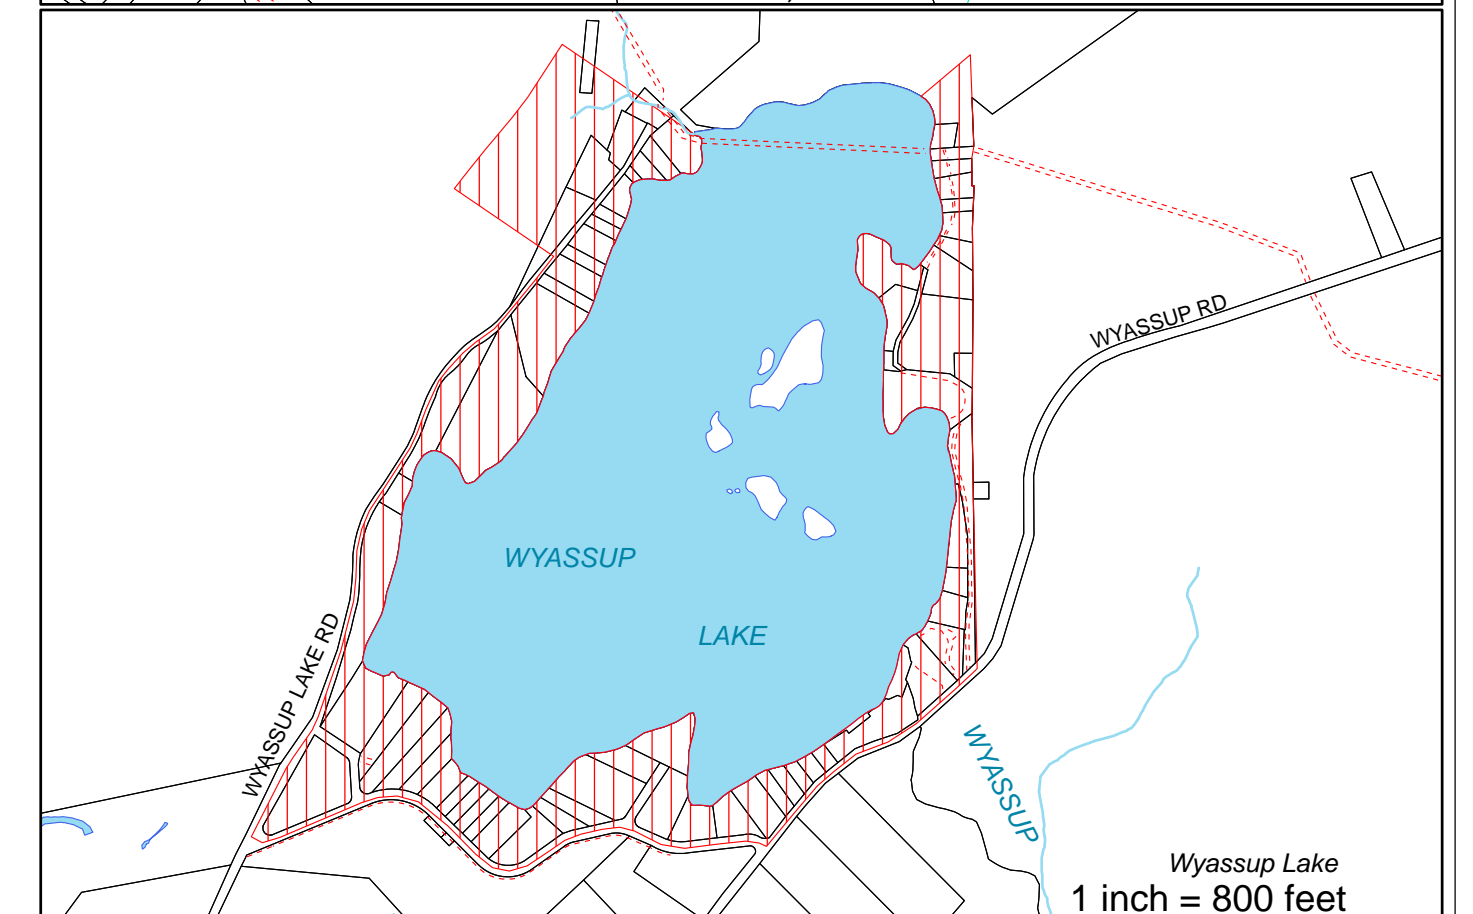 WYASSUP RD
WYASSUP
LAKE
WYASSUP LAKE RD
WYASSUP
Wyassup Lake
1 inch = 800 feet